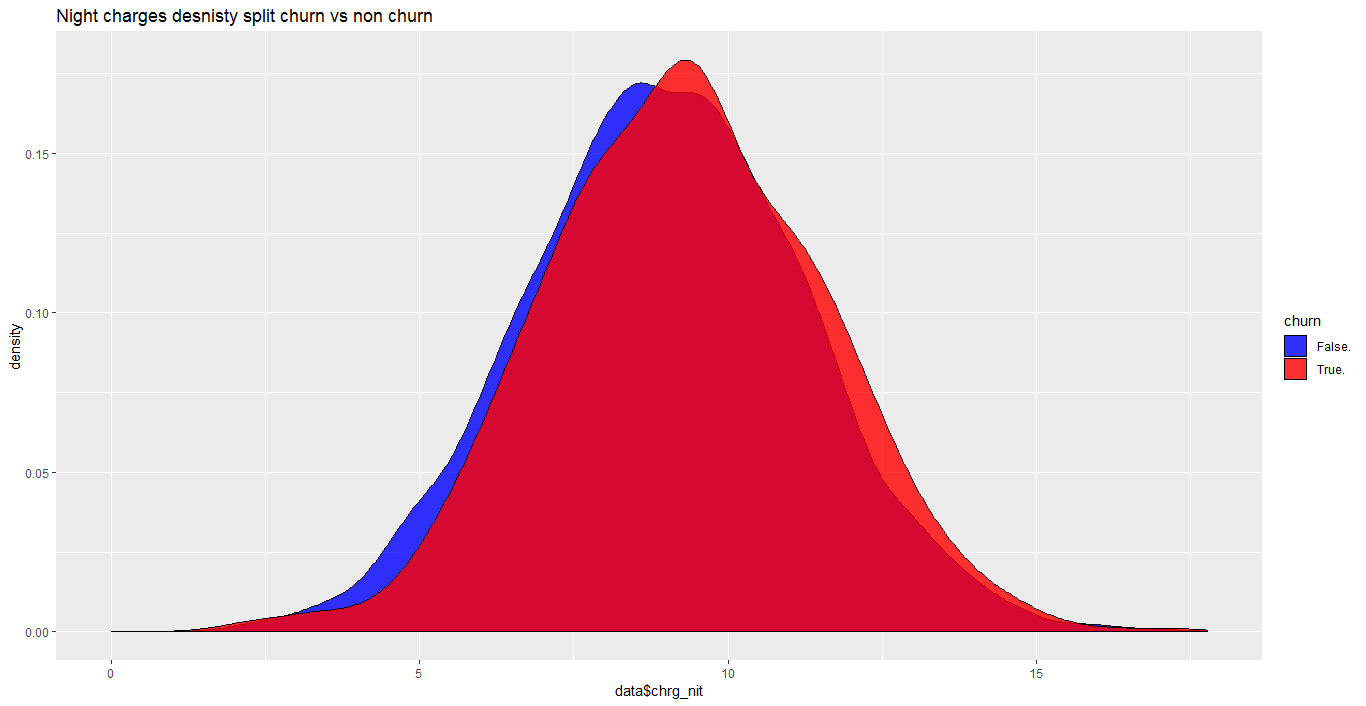 Night charges desnisty split churn vs non churn
0.15
0.10
0.05
0.00
density
0 5 10 15
data$chrg_nit
churn
False.
True.